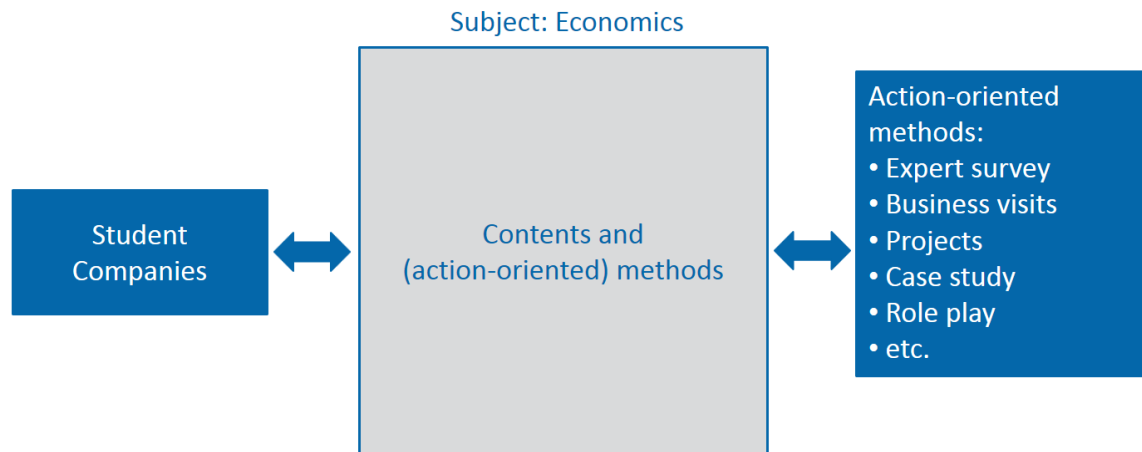 Subject: Economics
Student
Companies
Contents and
(action-oriented) methods
Action-oriented
methods:
• Expert survey
• Business visits
• Projects
• Case study
• Role play
• etc.